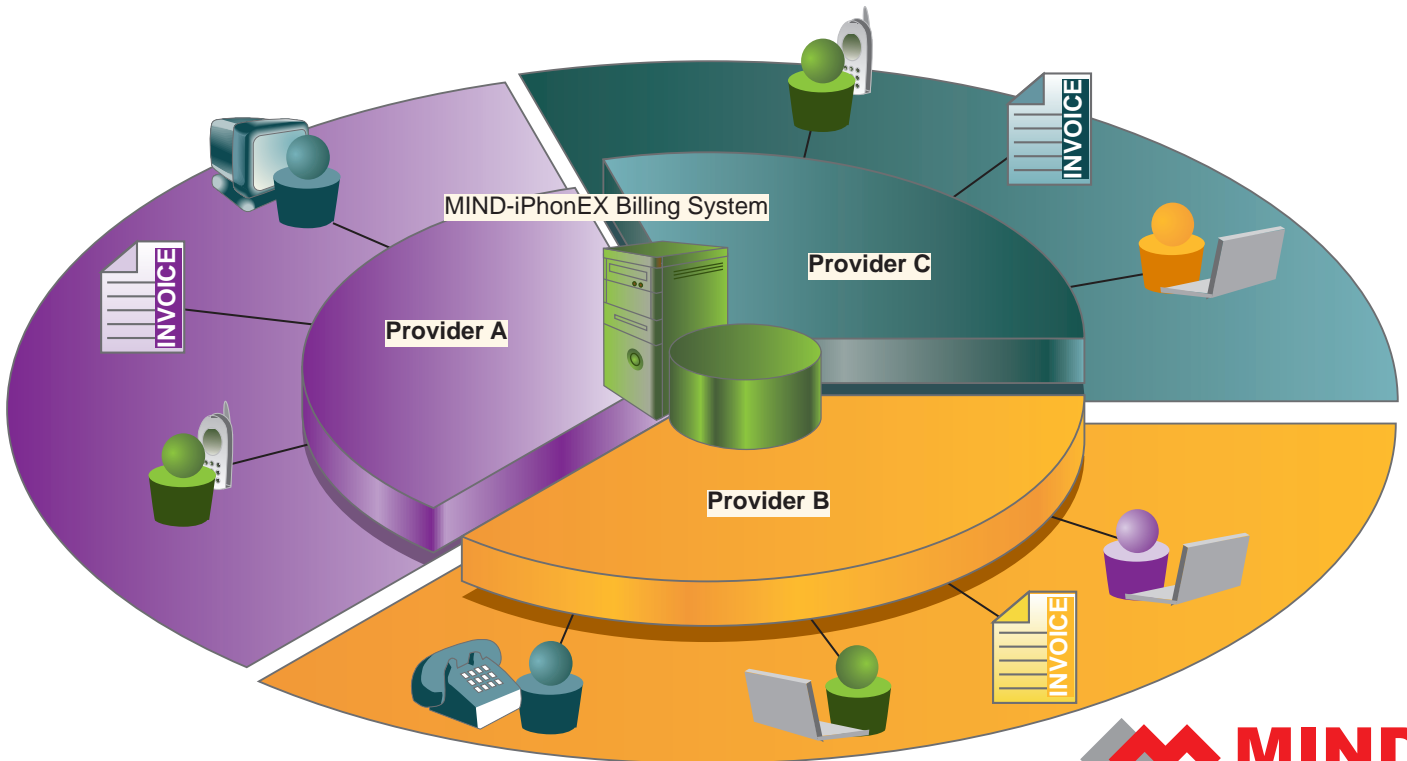 INVOICE
MIND-iPhonEX Billing System
INVOICE
Provider C
Provider A
Provider B
INVOICE
MIND